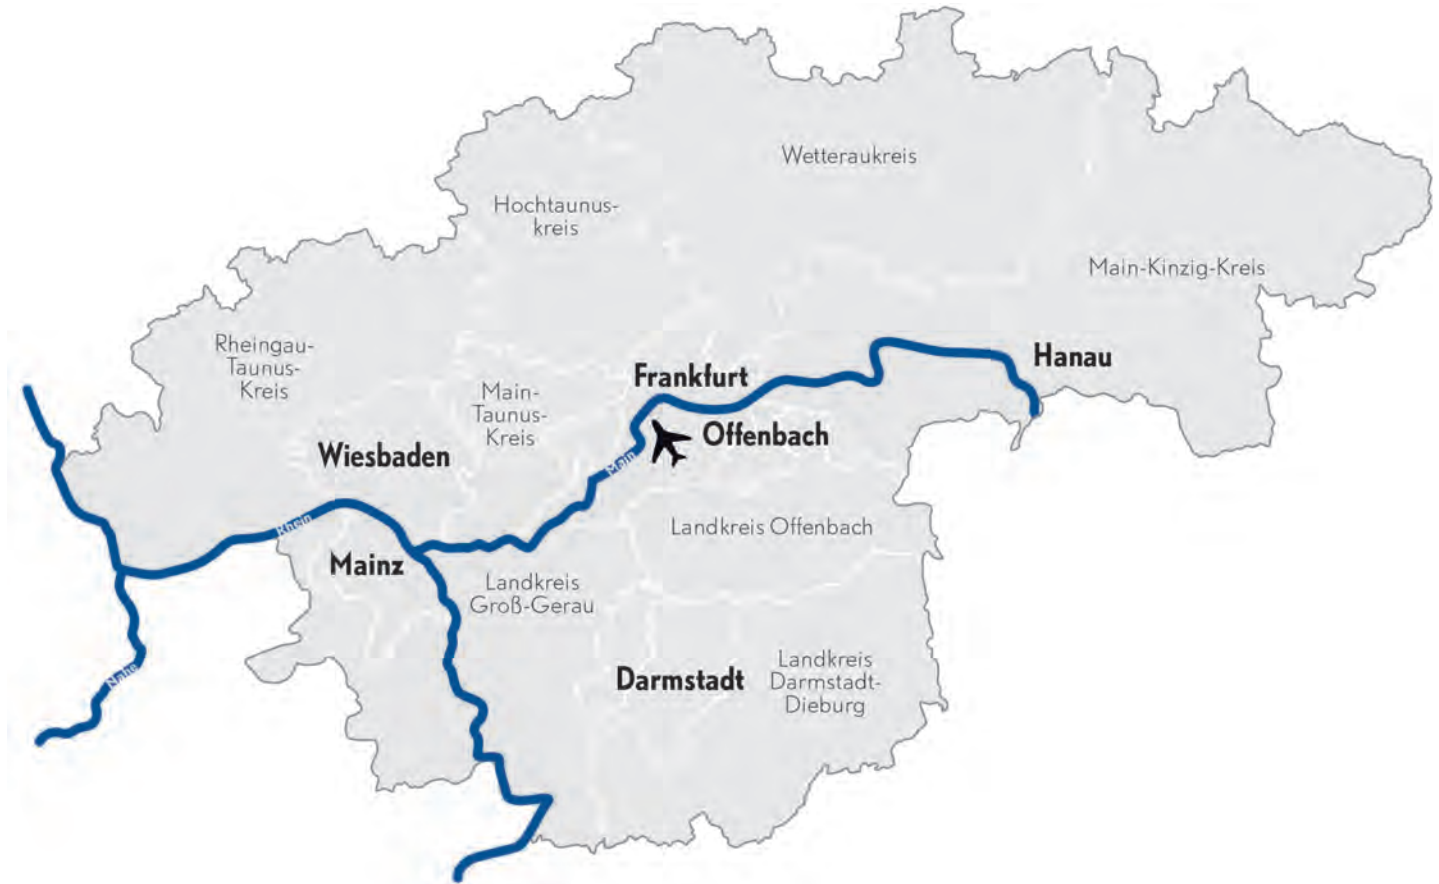 Wetteraukreis
Hochtaunus-
kreis
Main-Kinzig-Kreis
Rheingau-
Taunus-
Kreis
Hanau
Frankfurt
Main-
Taunus-
Kreis
Offenbach
Wiesbaden
Main
Rhein
Landkreis Offenbach
Mainz
Landkreis
Groß-Gerau
Nahe
Darmstadt
Landkreis
Darmstadt-
Dieburg